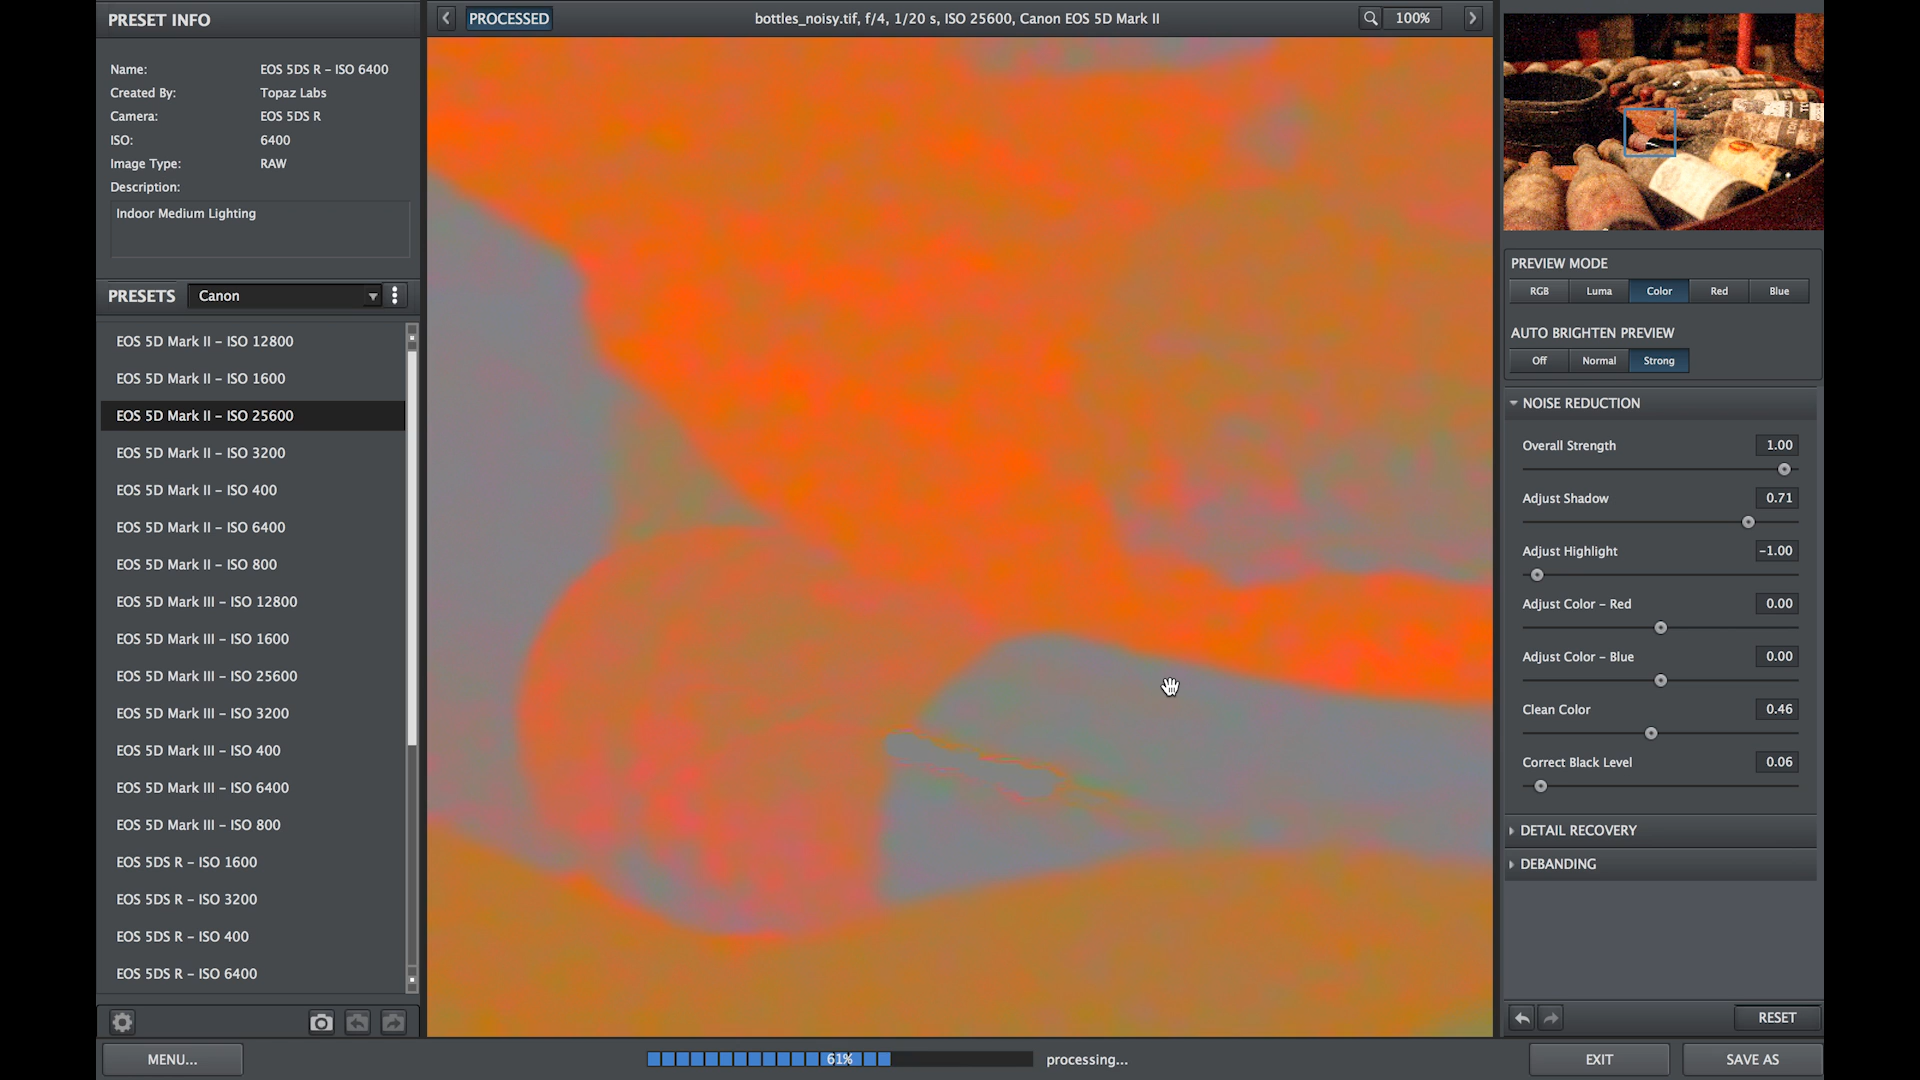 PRESET INFO
Name: EOS 5DS R – ISO 6400
Created By: Topaz Labs
Camera: EOS 5DS R
ISO: 6400
Image Type: RAW
Description:
Indoor Medium Lighting
PRESETS Canon
EOS 5D Mark II – ISO 12800
EOS 5D Mark II – ISO 1600
EOS 5D Mark II – ISO 25600
EOS 5D Mark II – ISO 3200
EOS 5D Mark II – ISO 400
EOS 5D Mark II – ISO 6400
EOS 5D Mark II – ISO 800
EOS 5D Mark III – ISO 12800
EOS 5D Mark III – ISO 1600
EOS 5D Mark III – ISO 25600
EOS 5D Mark III – ISO 3200
EOS 5D Mark III – ISO 400
EOS 5D Mark III – ISO 6400
EOS 5D Mark III – ISO 800
EOS 5DS R – ISO 1600
EOS 5DS R – ISO 3200
EOS 5DS R – ISO 400
EOS 5DS R – ISO 6400
MENU...
PROCESSED bottles_noisy.tif, f/4, 1/20 s, ISO 25600, Canon EOS 5D Mark II 100%
61% processing...
PREVIEW MODE
RGB Luma Color Red Blue
AUTO BRIGHTEN PREVIEW
Off Normal Strong
NOISE REDUCTION
Overall Strength 1.00
Adjust Shadow 0.71
Adjust Highlight –1.00
Adjust Color – Red 0.00
Adjust Color – Blue 0.00
Clean Color 0.46
Correct Black Level 0.06
DETAIL RECOVERY
DEBANDING
RESET
EXIT SAVE AS